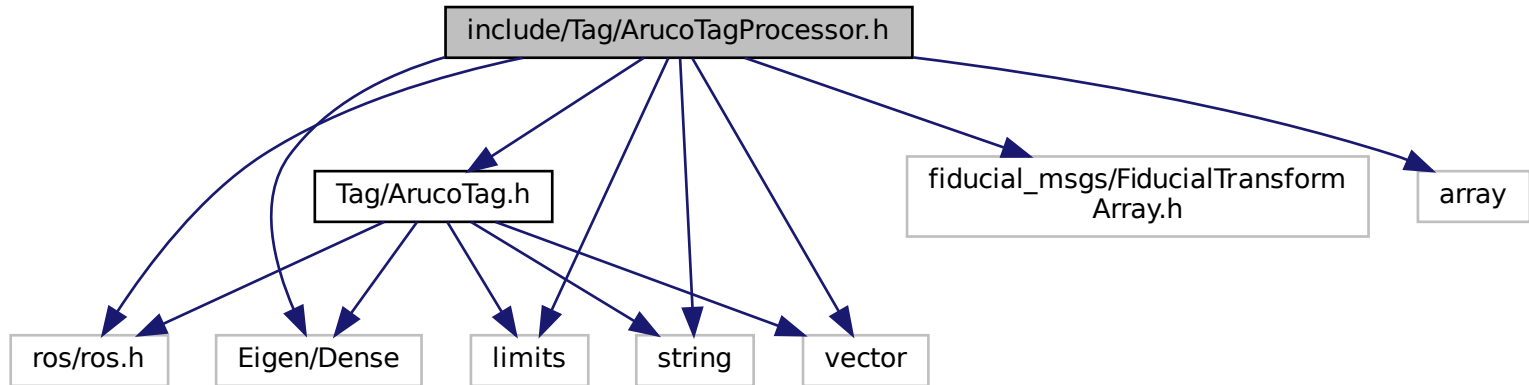 include/Tag/ArucoTagProcessor.h
fiducial_msgs/FiducialTransform
Array.h
array
Tag/ArucoTag.h
ros/ros.h
Eigen/Dense
limits
string
vector